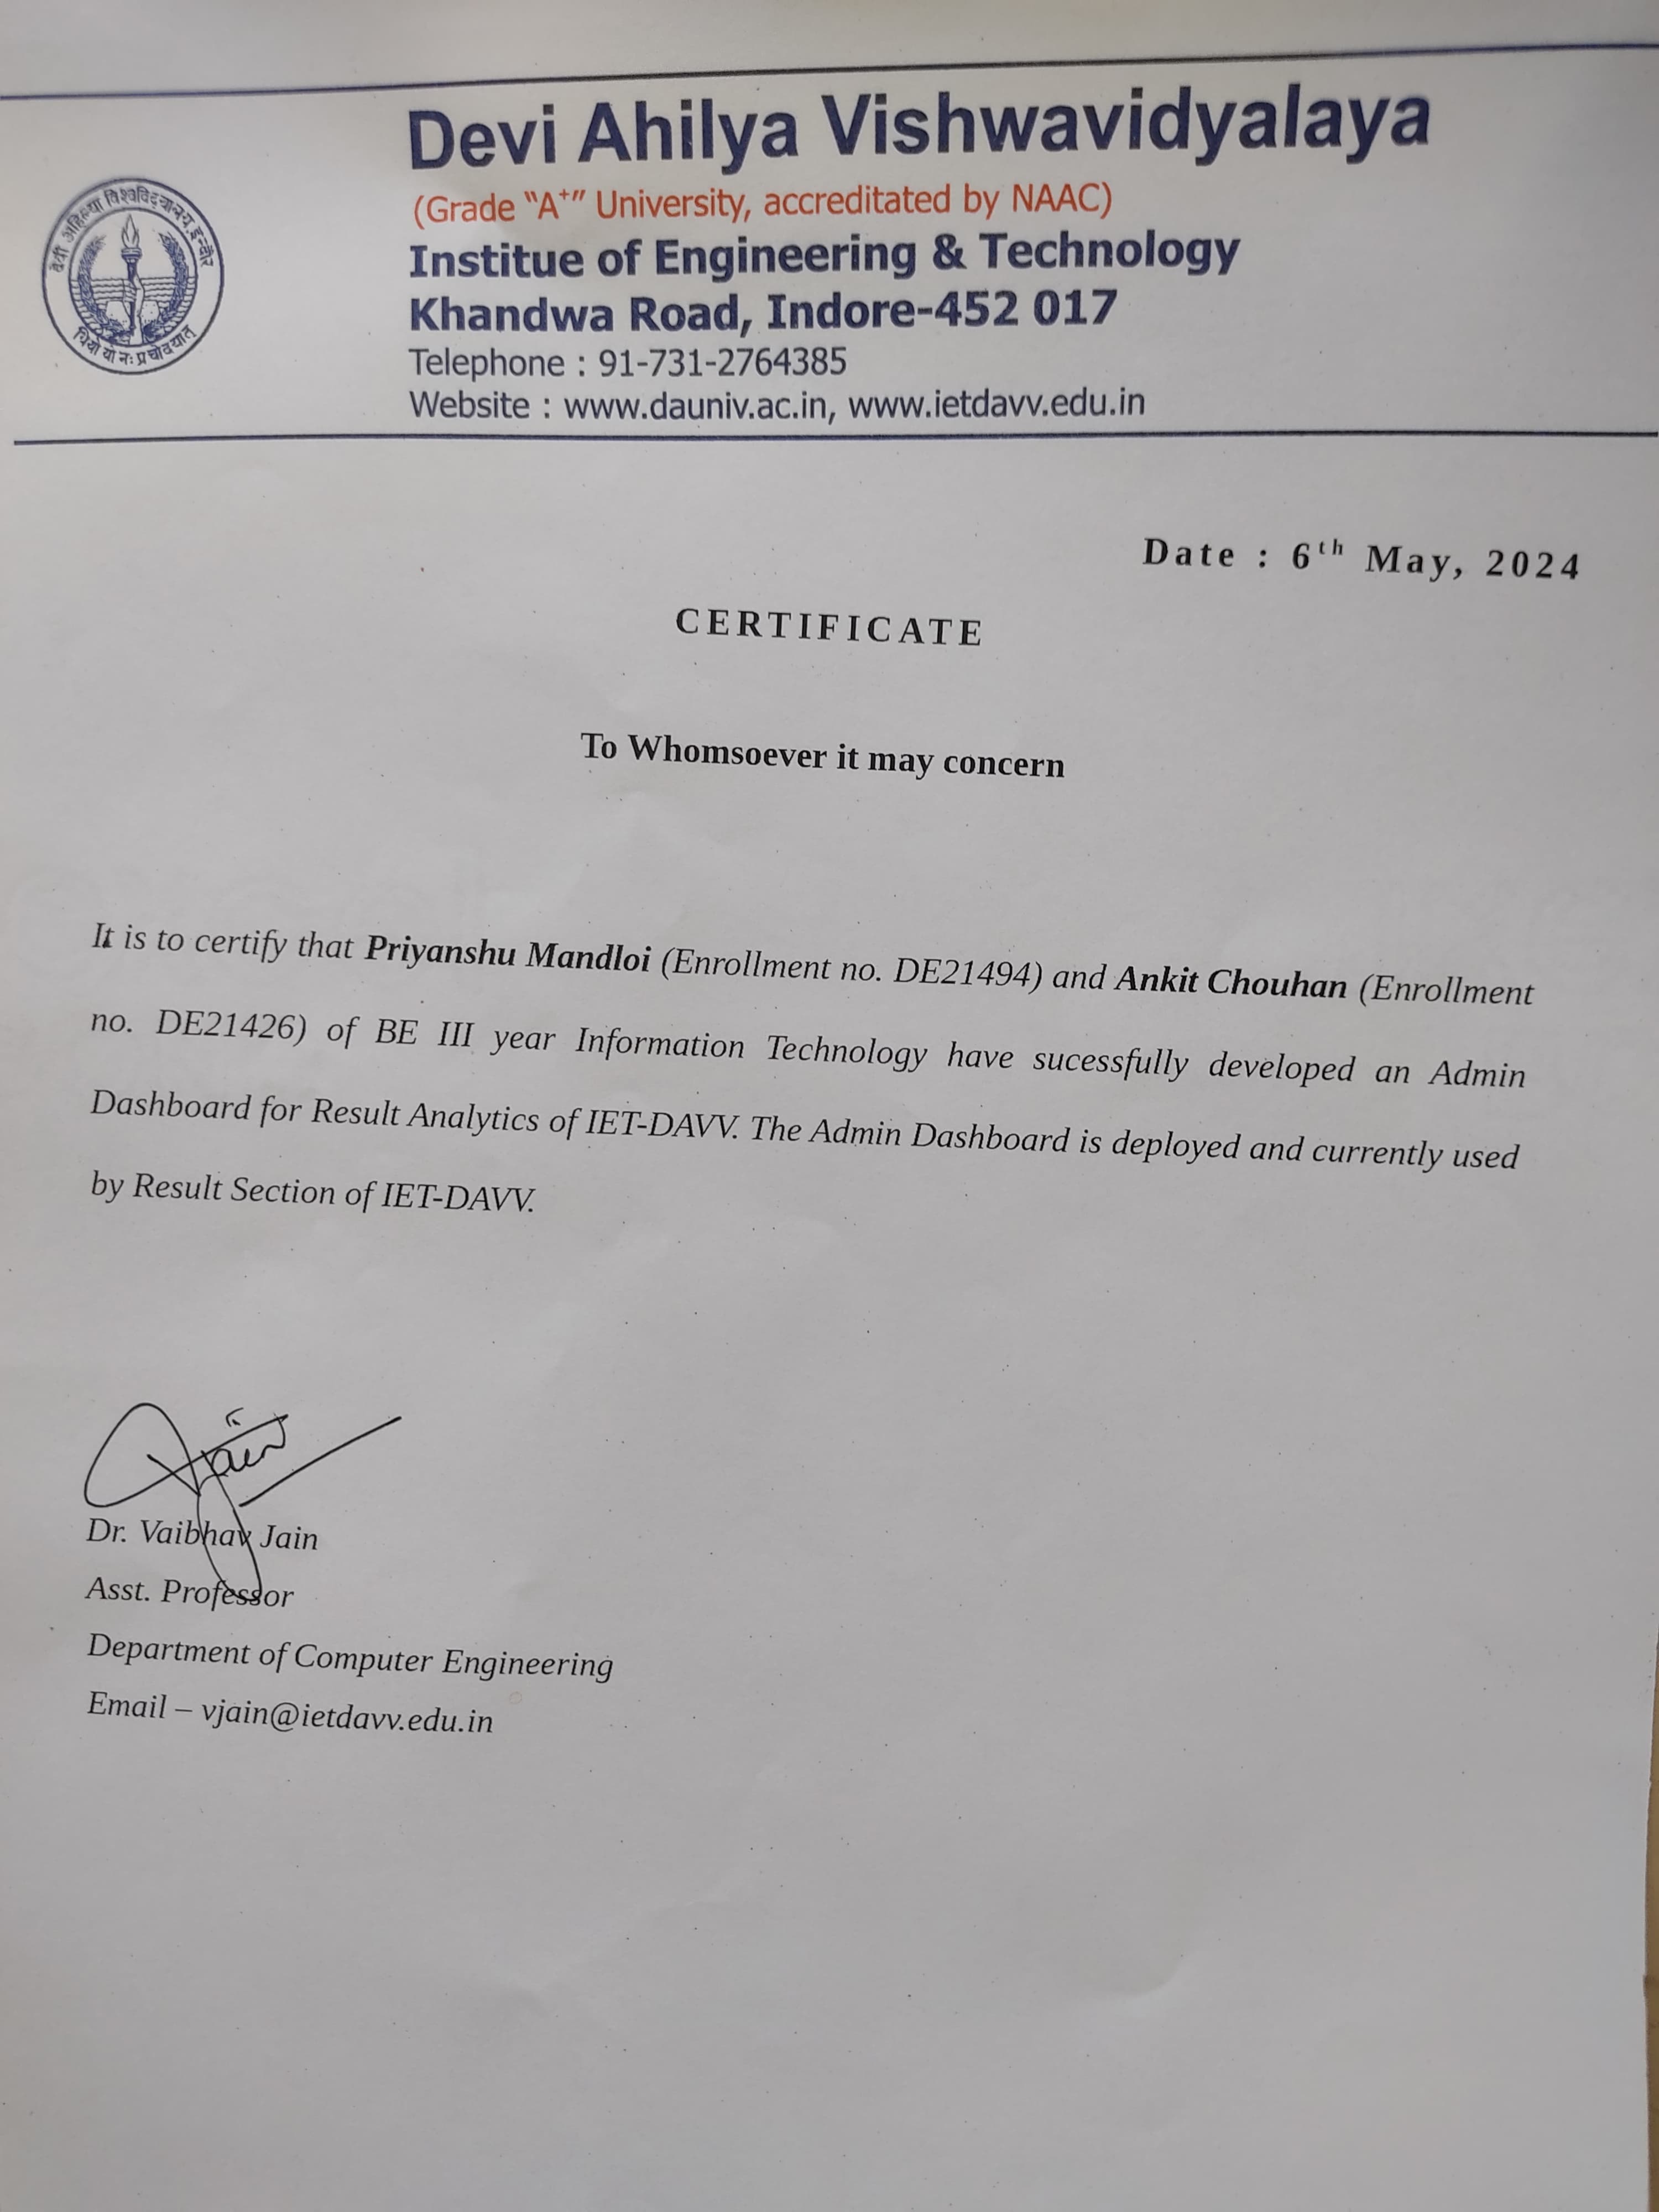 Devi Ahilya Vishwavidyalaya
(Grade “A+” University, accreditated by NAAC)
Institue of Engineering & Technology
Khandwa Road, Indore-452 017
Telephone : 91-731-2764385
Website : www.dauniv.ac.in, www.ietdavv.edu.in
देवी अहिल्या विश्वविद्यालय, इन्दौर
धियो यो नः प्रचोदयात्
Date : 6th May, 2024
CERTIFICATE
To Whomsoever it may concern
It is to certify that Priyanshu Mandloi (Enrollment no. DE21494) and Ankit Chouhan (Enrollment
no. DE21426) of BE III year Information Technology have sucessfully developed an Admin
Dashboard for Result Analytics of IET-DAVV. The Admin Dashboard is deployed and currently used
by Result Section of IET-DAVV.
Jain
Dr. Vaibhav Jain
Asst. Professor
Department of Computer Engineering
Email – vjain@ietdavv.edu.in